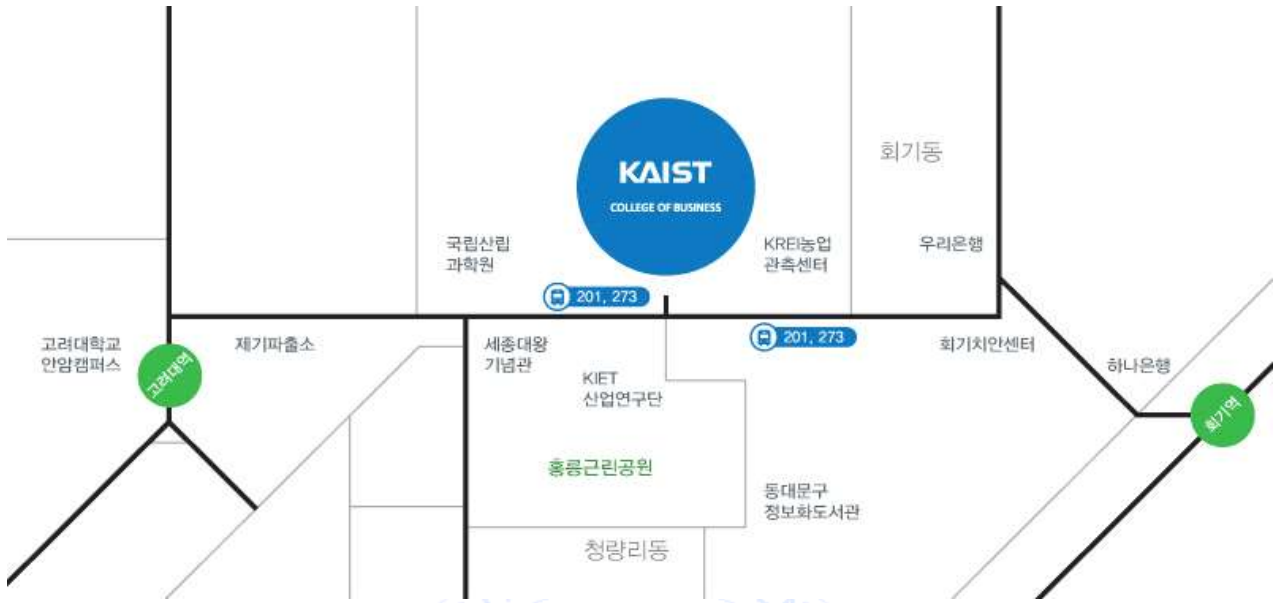 KAIST
COLLEGE OF BUSINESS
회기동
국립산림
과학원
KREI농업
관측센터
우리은행
201, 273
고려대학교
안암캠퍼스
고려대역
제기파출소
세종대왕
기념관
201, 273
회기치안센터
KIET
산업연구단
하나은행
회기역
홍릉근린공원
동대문구
정보화도서관
청량리동